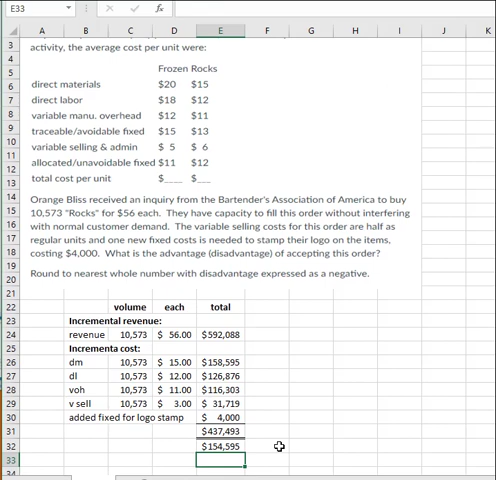 E33 fx
A B C D E F G H I J K
3 activity, the average cost per unit were:
4
5 Frozen Rocks
6 direct materials $20 $15
7 direct labor $18 $12
8 variable manu. overhead $12 $11
9 traceable/avoidable fixed $15 $13
10 variable selling & admin $ 5 $ 6
11
12 allocated/unavoidable fixed $11 $12
13 total cost per unit $____ $___
14 Orange Bliss received an inquiry from the Bartender's Association of America to buy
15 10,573 "Rocks" for $56 each. They have capacity to fill this order without interfering
16 with normal customer demand. The variable selling costs for this order are half as
17 regular units and one new fixed costs is needed to stamp their logo on the items,
18 costing $4,000. What is the advantage (disadvantage) of accepting this order?
19
20 Round to nearest whole number with disadvantage expressed as a negative.
21
22 volume each total
23 Incremental revenue:
24 revenue 10,573 $ 56.00 $592,088
25 Incrementa cost:
26 dm 10,573 $ 15.00 $158,595
27 dl 10,573 $ 12.00 $126,876
28 voh 10,573 $ 11.00 $116,303
29 v sell 10,573 $ 3.00 $ 31,719
30 added fixed for logo stamp $ 4,000
31 $437,493
32 $154,595
33
34